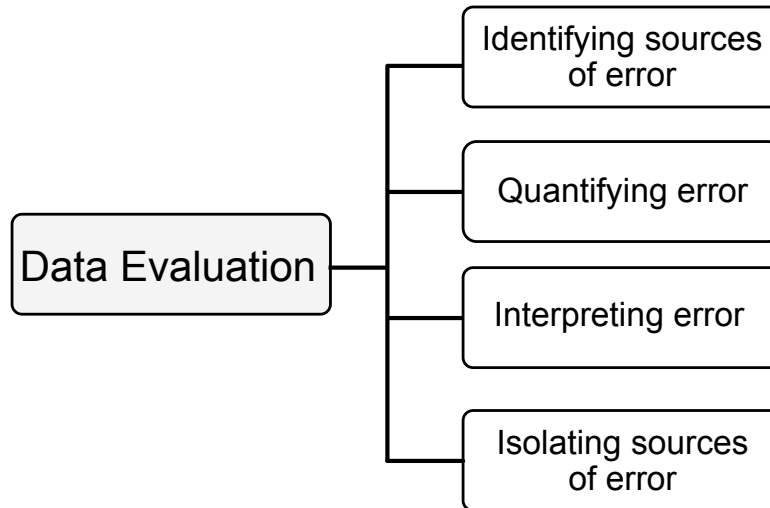 Data Evaluation
Identifying sources
of error
Quantifying error
Interpreting error
Isolating sources
of error